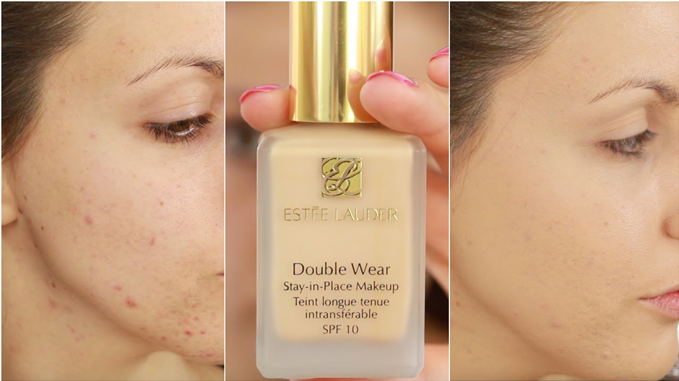 ESTĒE LAUDER
Double Wear
Stay-in-Place Makeup
Teint longue tenue
intransférable
SPF 10